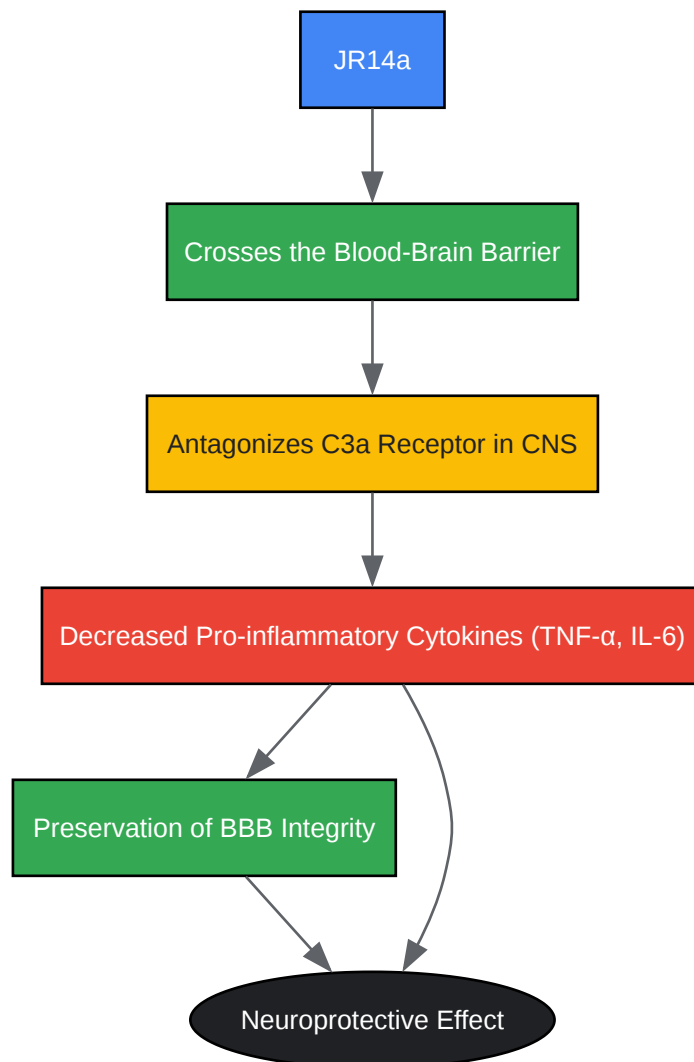 JR14a
Crosses the Blood-Brain Barrier
Antagonizes C3a Receptor in CNS
Decreased Pro-inflammatory Cytokines (TNF-α, IL-6)
Preservation of BBB Integrity
Neuroprotective Effect